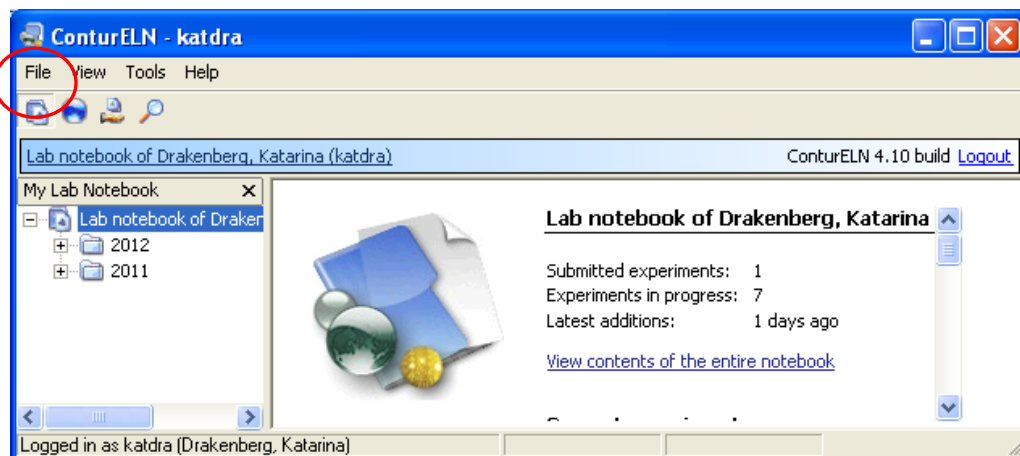 ConturELN - katdra
File View Tools Help
Lab notebook of Drakenberg, Katarina (katdra) ConturELN 4.10 build Logout
My Lab Notebook
Lab notebook of Draken
2012
2011
Lab notebook of Drakenberg, Katarina
Submitted experiments: 1
Experiments in progress: 7
Latest additions: 1 days ago
View contents of the entire notebook
Logged in as katdra (Drakenberg, Katarina)